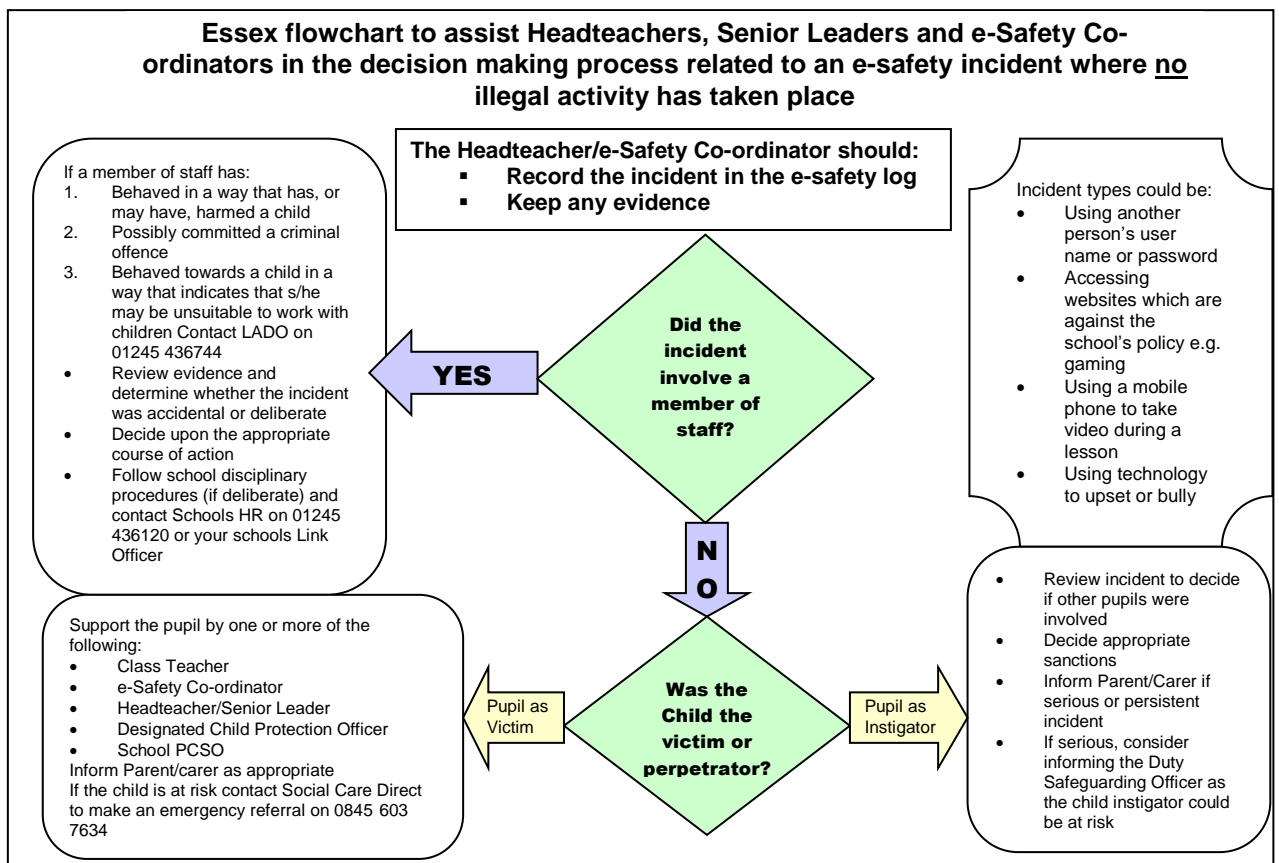 Essex flowchart to assist Headteachers, Senior Leaders and e-Safety Co-
ordinators in the decision making process related to an e-safety incident where no
illegal activity has taken place
The Headteacher/e-Safety Co-ordinator should:
▪ Record the incident in the e-safety log
▪ Keep any evidence
If a member of staff has:
1. Behaved in a way that has, or
may have, harmed a child
2. Possibly committed a criminal
offence
3. Behaved towards a child in a
way that indicates that s/he
may be unsuitable to work with
children Contact LADO on
01245 436744
• Review evidence and
determine whether the incident
was accidental or deliberate
• Decide upon the appropriate
course of action
• Follow school disciplinary
procedures (if deliberate) and
contact Schools HR on 01245
436120 or your schools Link
Officer
YES
Did the
incident
involve a
member of
staff?
Incident types could be:
• Using another
person's user
name or password
• Accessing
websites which are
against the
school's policy e.g.
gaming
• Using a mobile
phone to take
video during a
lesson
• Using technology
to upset or bully
N
O
Support the pupil by one or more of the
following:
• Class Teacher
• e-Safety Co-ordinator
• Headteacher/Senior Leader
• Designated Child Protection Officer
• School PCSO
Inform Parent/carer as appropriate
If the child is at risk contact Social Care Direct
to make an emergency referral on 0845 603
7634
Pupil as
Victim
Was the
Child the
victim or
perpetrator?
Pupil as
Instigator
• Review incident to decide
if other pupils were
involved
• Decide appropriate
sanctions
• Inform Parent/Carer if
serious or persistent
incident
• If serious, consider
informing the Duty
Safeguarding Officer as
the child instigator could
be at risk